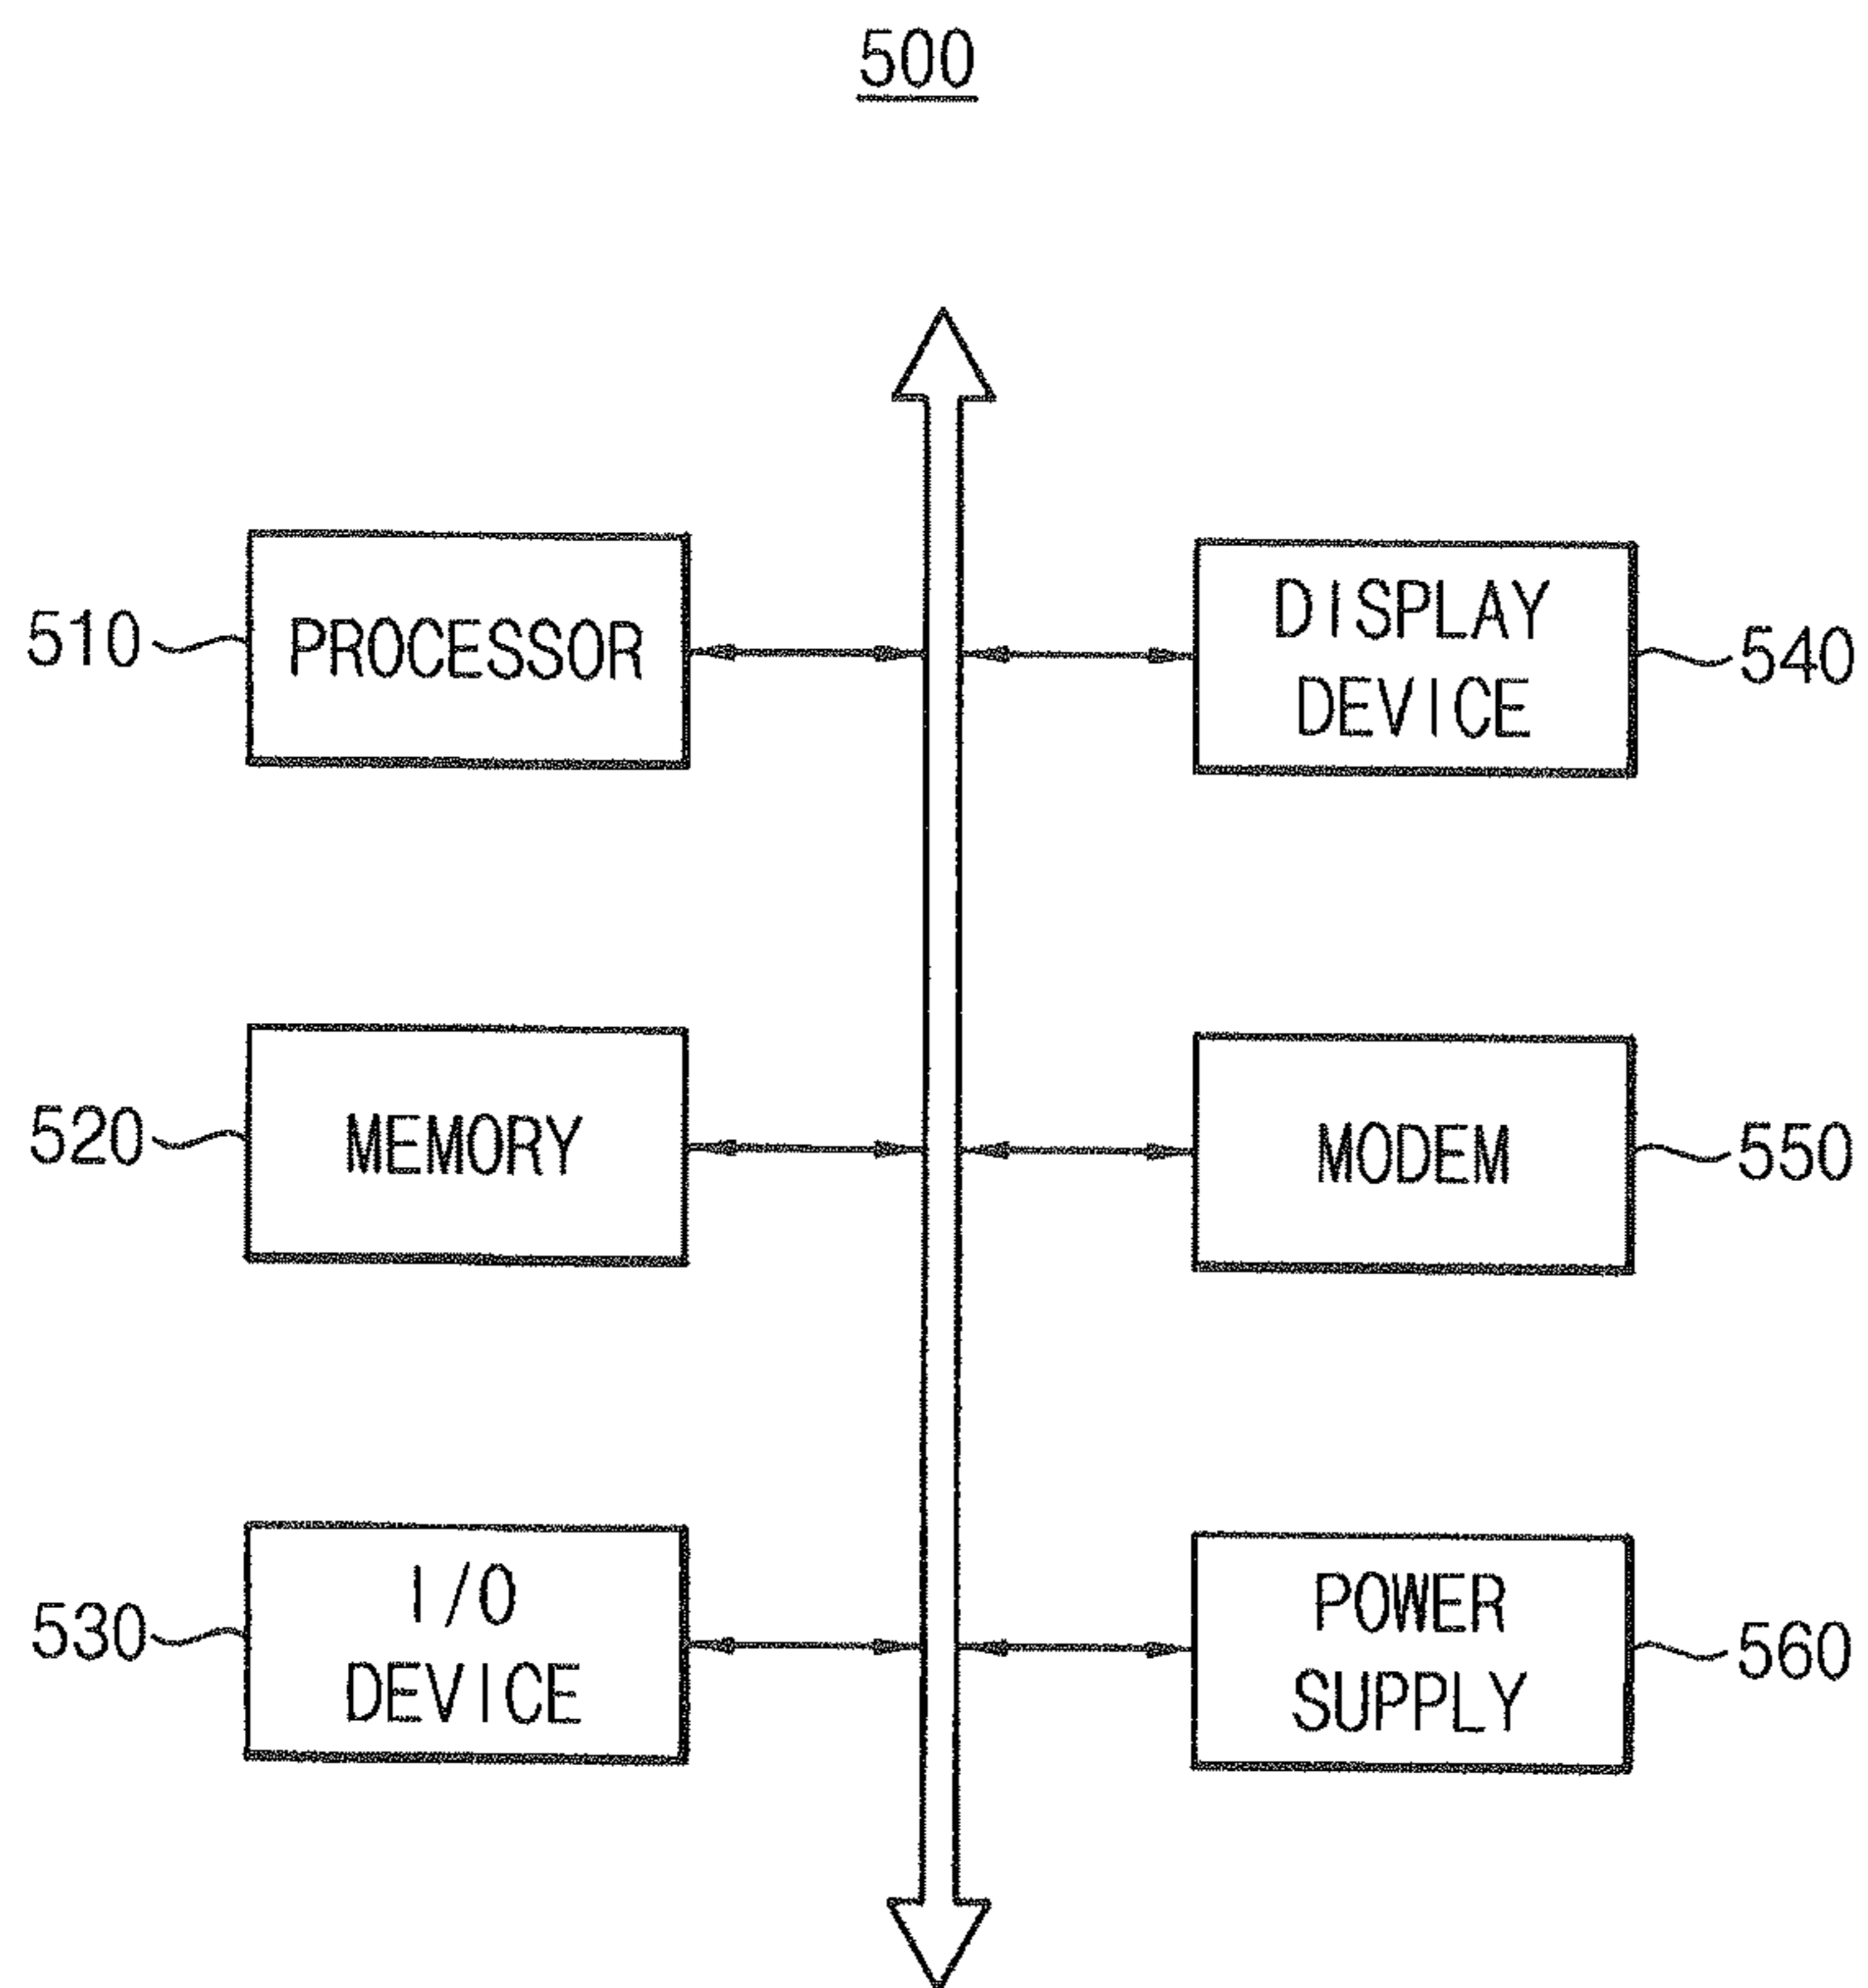 500
510
PROCESSOR
DISPLAY
DEVICE
540
520
MEMORY
MODEM
550
530
I/O
DEVICE
POWER
SUPPLY
560